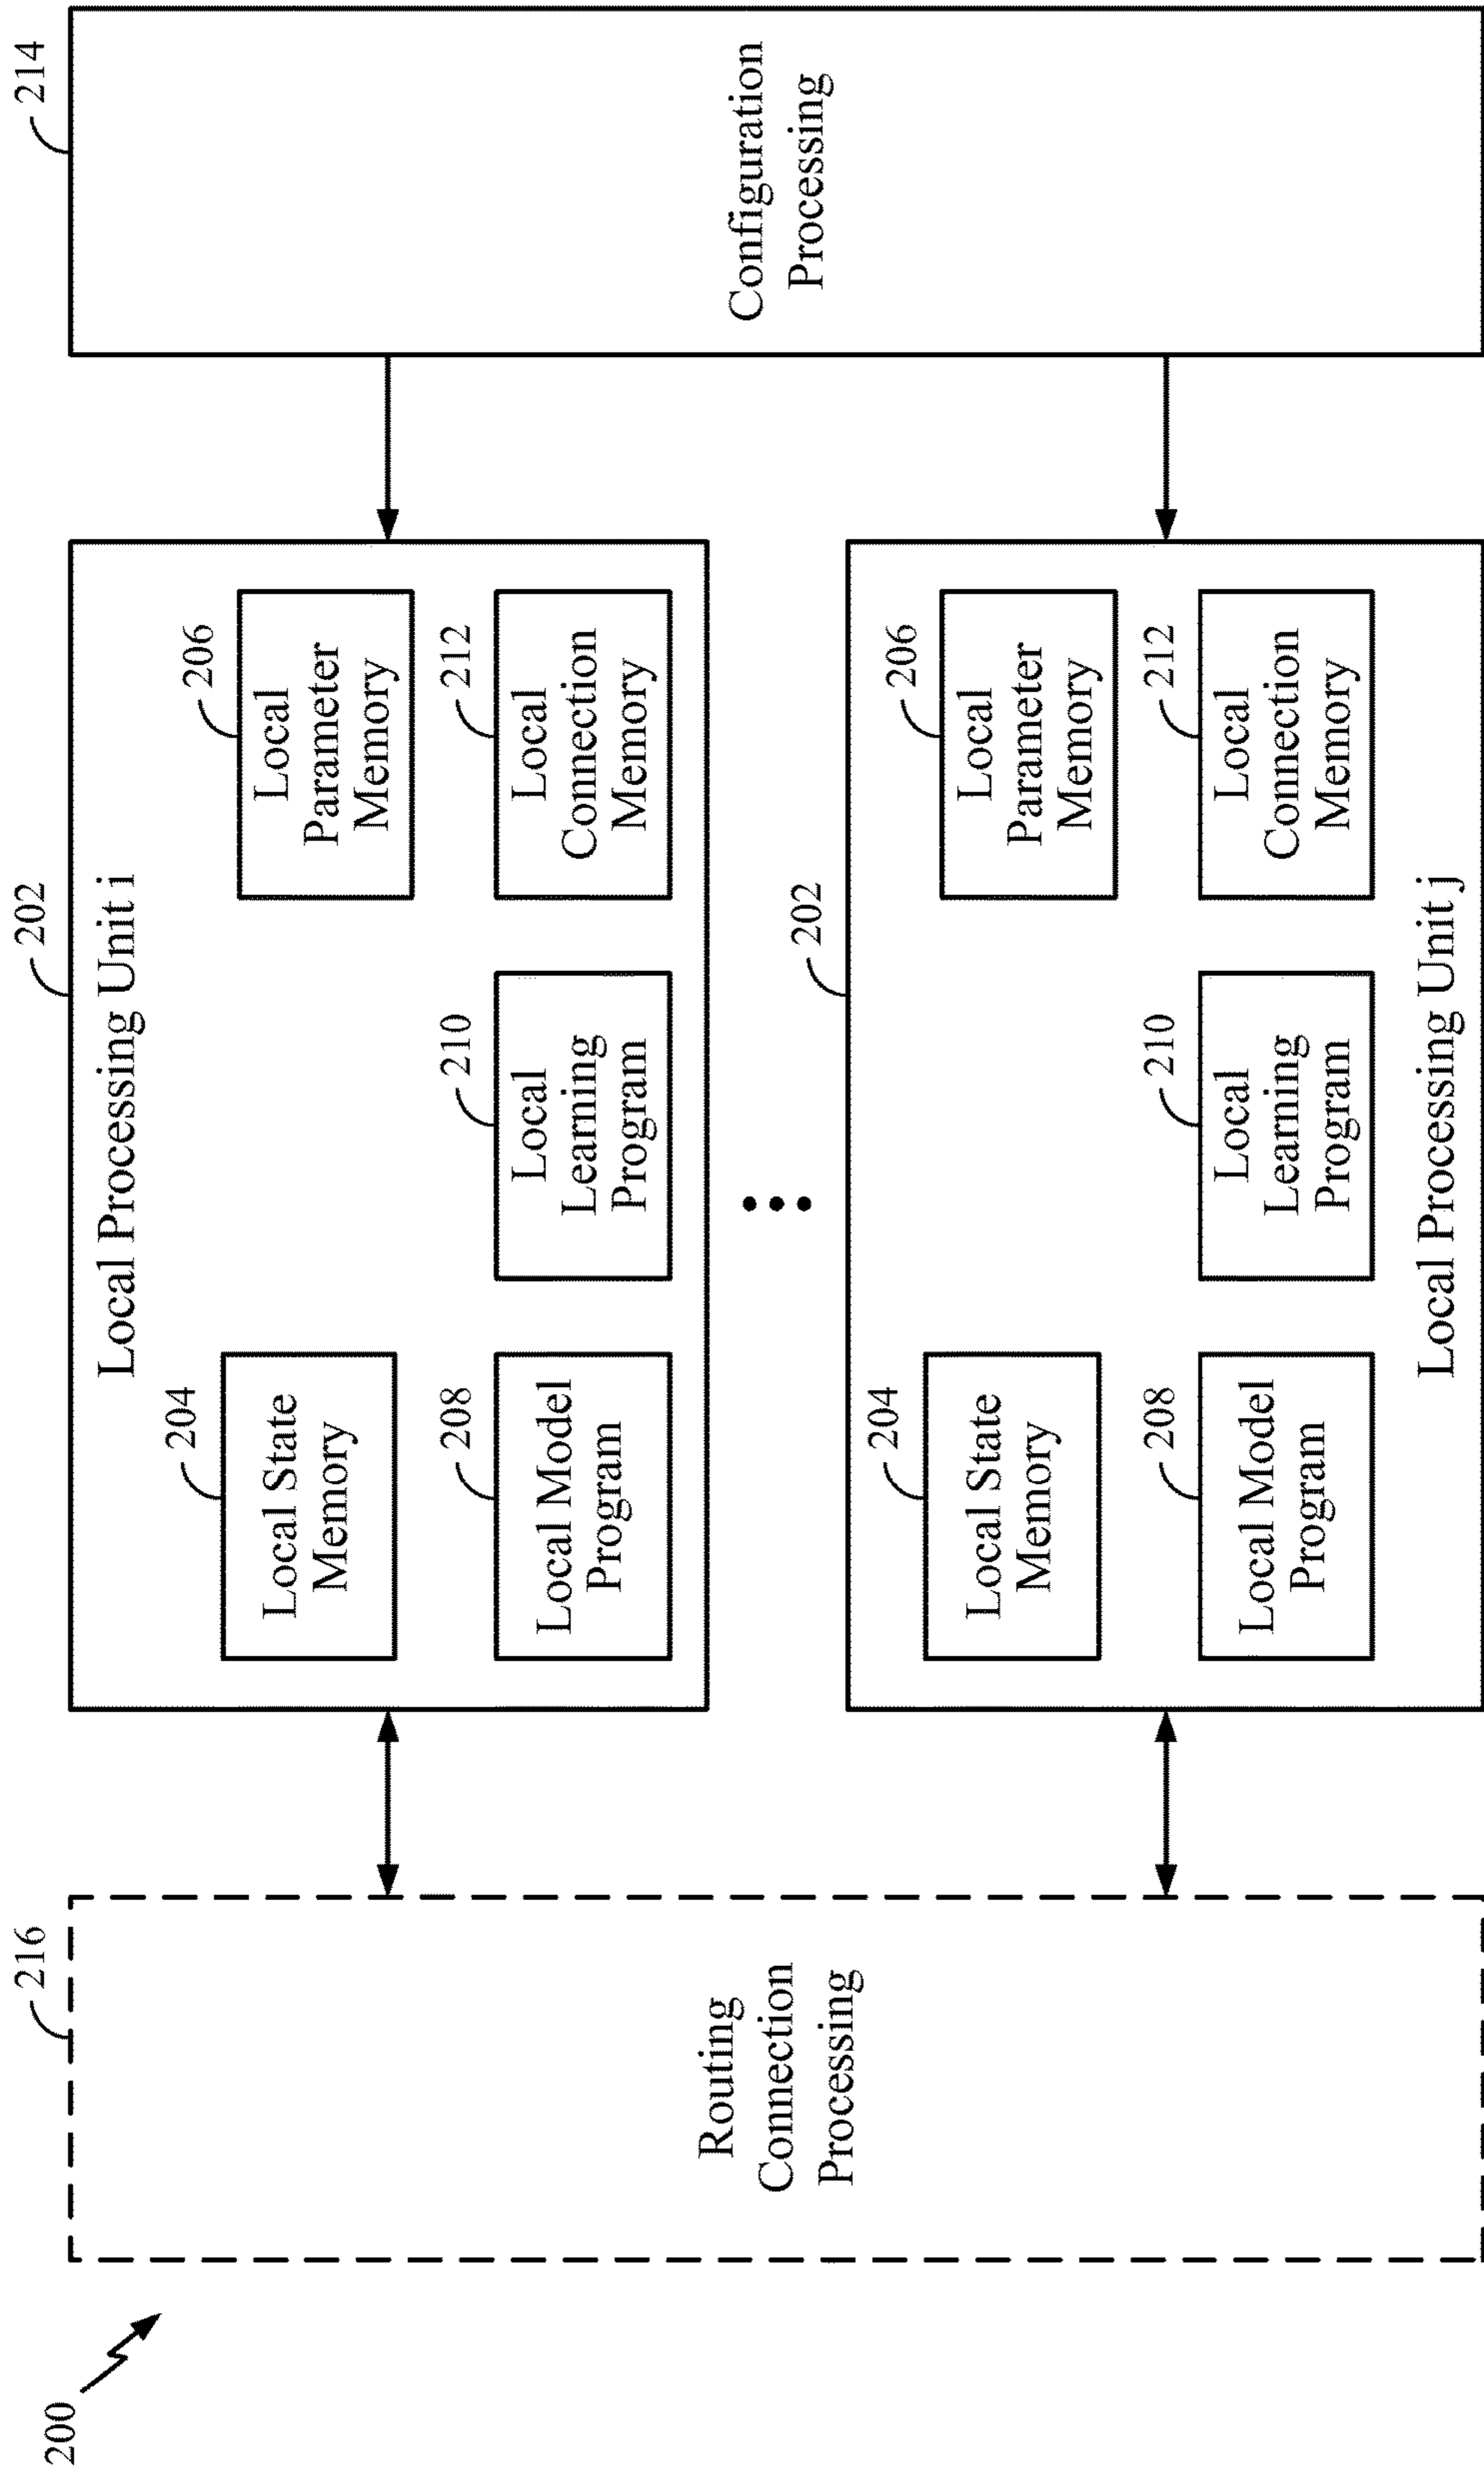 200
216
Routing
Connection
Processing
202
Local Processing Unit i
204
Local State
Memory
206
Local
Parameter
Memory
208
Local Model
Program
210
Local
Learning
Program
212
Local
Connection
Memory
202
204
Local State
Memory
206
Local
Parameter
Memory
208
Local Model
Program
210
Local
Learning
Program
212
Local
Connection
Memory
Local Processing Unit j
214
Configuration
Processing